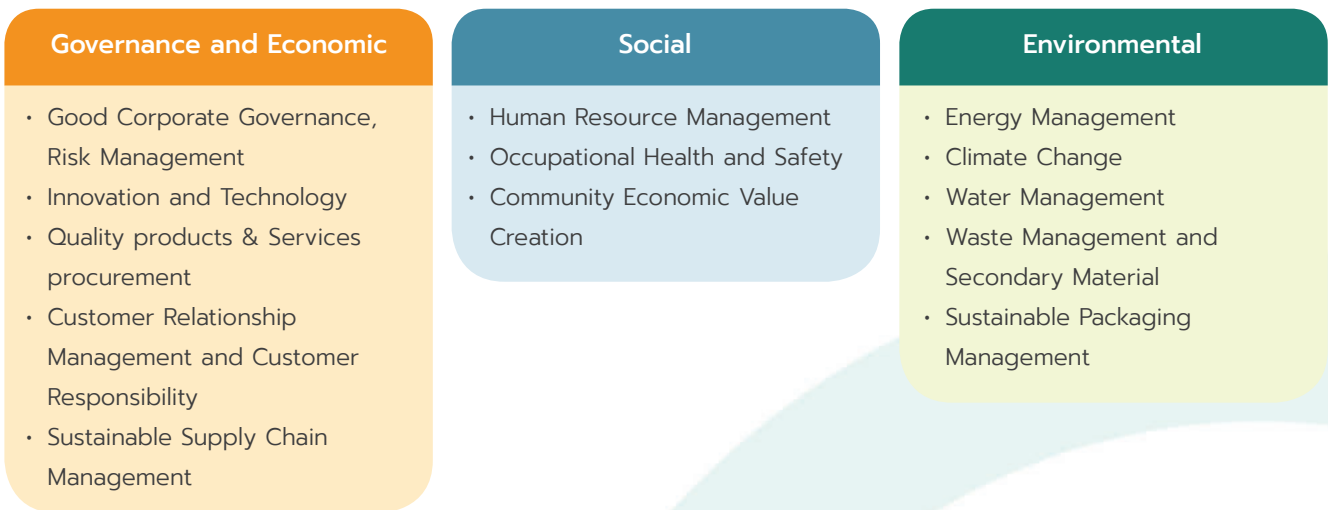 Governance and Economic
• Good Corporate Governance,
Risk Management
• Innovation and Technology
• Quality products & Services
procurement
• Customer Relationship
Management and Customer
Responsibility
• Sustainable Supply Chain
Management
Social
• Human Resource Management
• Occupational Health and Safety
• Community Economic Value
Creation
Environmental
• Energy Management
• Climate Change
• Water Management
• Waste Management and
Secondary Material
• Sustainable Packaging
Management